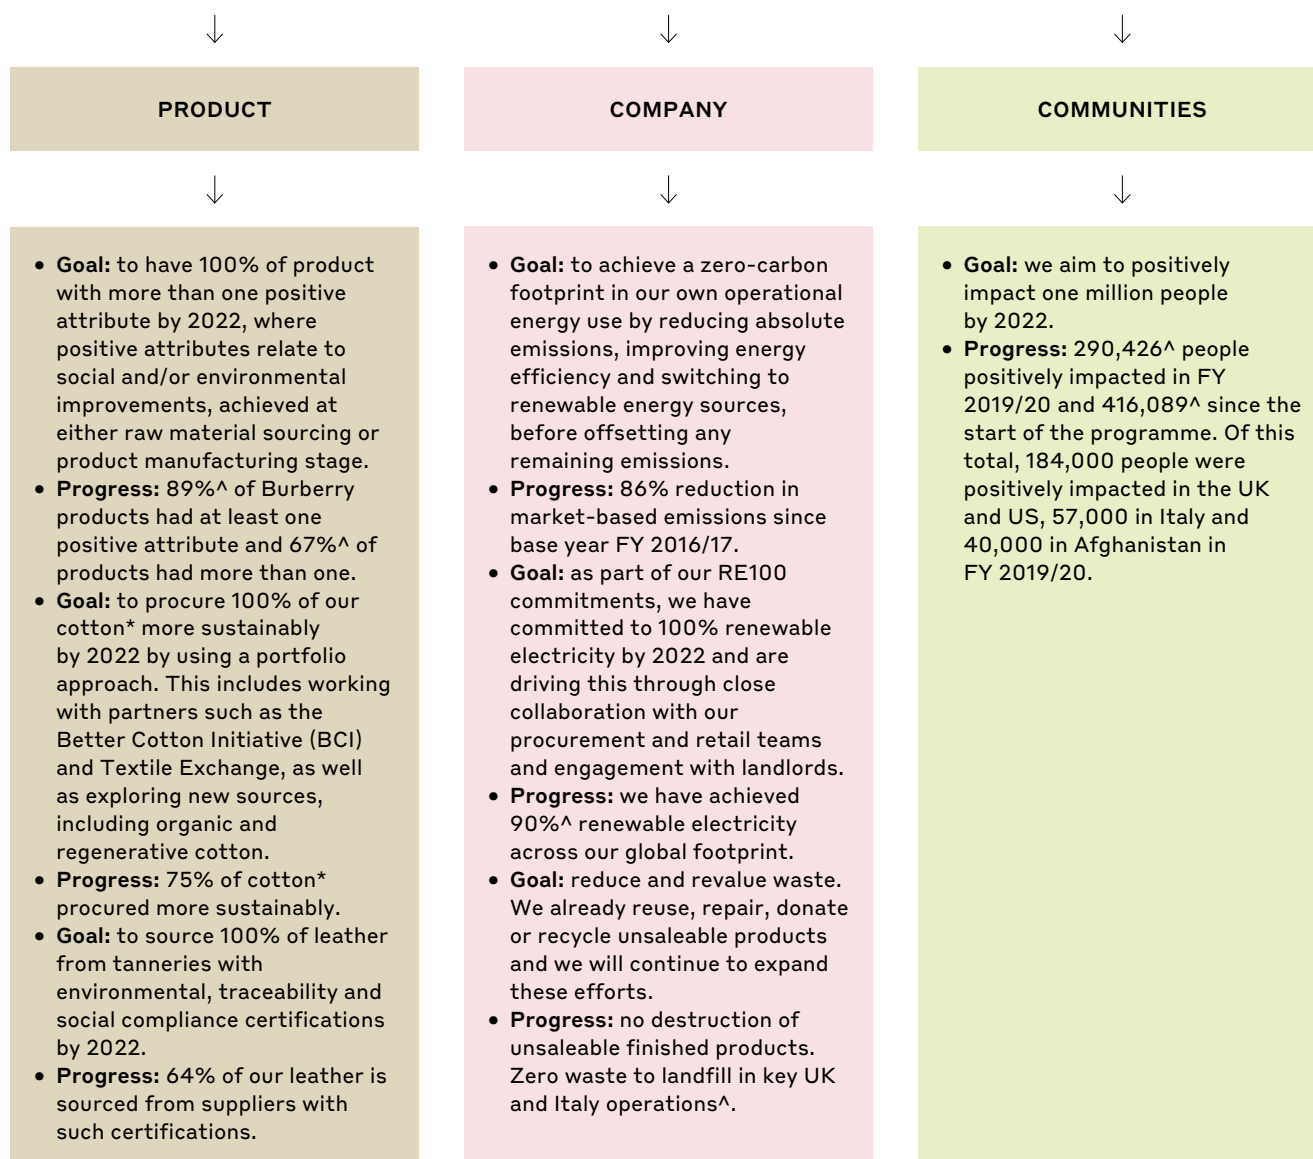 PRODUCT
COMPANY
COMMUNITIES
• Goal: to have 100% of product
with more than one positive
attribute by 2022, where
positive attributes relate to
social and/or environmental
improvements, achieved at
either raw material sourcing or
product manufacturing stage.
• Progress: 89%^ of Burberry
products had at least one
positive attribute and 67%^ of
products had more than one.
• Goal: to procure 100% of our
cotton* more sustainably
by 2022 by using a portfolio
approach. This includes working
with partners such as the
Better Cotton Initiative (BCI)
and Textile Exchange, as well
as exploring new sources,
including organic and
regenerative cotton.
• Progress: 75% of cotton*
procured more sustainably.
• Goal: to source 100% of leather
from tanneries with
environmental, traceability and
social compliance certifications
by 2022.
• Progress: 64% of our leather is
sourced from suppliers with
such certifications.
• Goal: to achieve a zero-carbon
footprint in our own operational
energy use by reducing absolute
emissions, improving energy
efficiency and switching to
renewable energy sources,
before offsetting any
remaining emissions.
• Progress: 86% reduction in
market-based emissions since
base year FY 2016/17.
• Goal: as part of our RE100
commitments, we have
committed to 100% renewable
electricity by 2022 and are
driving this through close
collaboration with our
procurement and retail teams
and engagement with landlords.
• Progress: we have achieved
90%^ renewable electricity
across our global footprint.
• Goal: reduce and revalue waste.
We already reuse, repair, donate
or recycle unsaleable products
and we will continue to expand
these efforts.
• Progress: no destruction of
unsaleable finished products.
Zero waste to landfill in key UK
and Italy operations^.
• Goal: we aim to positively
impact one million people
by 2022.
• Progress: 290,426^ people
positively impacted in FY
2019/20 and 416,089^ since the
start of the programme. Of this
total, 184,000 people were
positively impacted in the UK
and US, 57,000 in Italy and
40,000 in Afghanistan in
FY 2019/20.